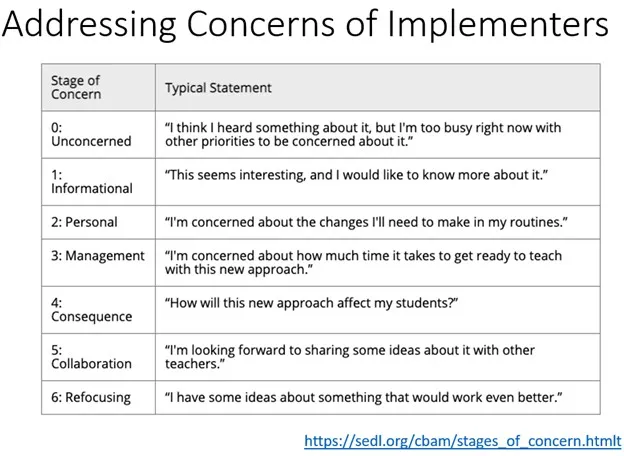 Addressing Concerns of Implementers
Stage of
Concern
Typical Statement
0:
Unconcerned
“I think I heard something about it, but I'm too busy right now with
other priorities to be concerned about it.”
1:
Informational
“This seems interesting, and I would like to know more about it.”
2: Personal
“I'm concerned about the changes I'll need to make in my routines.”
3: Management
“I'm concerned about how much time it takes to get ready to teach
with this new approach.”
4:
Consequence
“How will this new approach affect my students?”
5:
Collaboration
“I'm looking forward to sharing some ideas about it with other
teachers.”
6: Refocusing
“I have some ideas about something that would work even better.”
https://sedl.org/cbam/stages_of_concern.htmlt